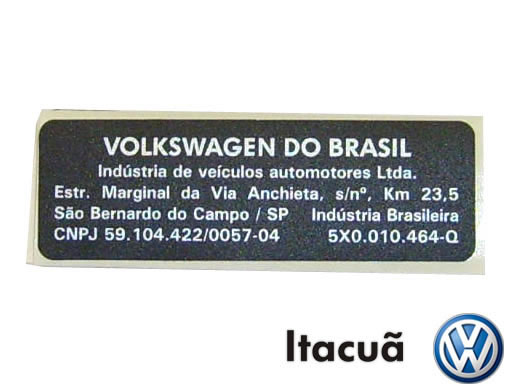 VOLKSWAGEN DO BRASIL
Indústria de veículos automotores Ltda.
Estr. Marginal da Via Anchieta, s/nº, Km 23,5
São Bernardo do Campo / SP Indústria Brasileira
CNPJ 59.104.422/0057-04 5X0.010.464-Q
Itacuã